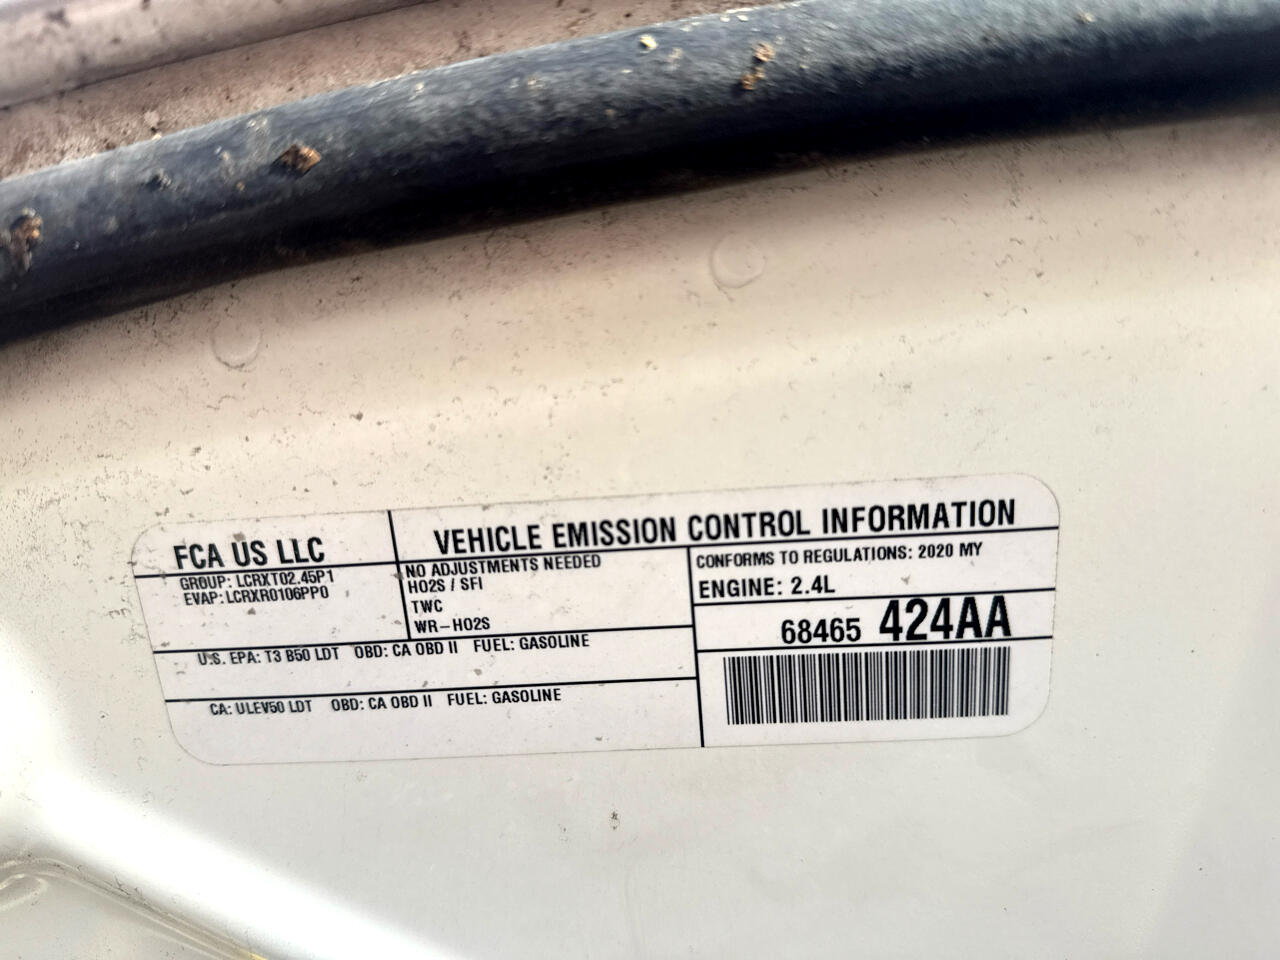 FCA US LLC
VEHICLE EMISSION CONTROL INFORMATION
GROUP: LCRXT02.45P1
EVAP: LCRXR0106PP0
NO ADJUSTMENTS NEEDED
HO2S / SFI
TWC
WR-HO2S
CONFORMS TO REGULATIONS: 2020 MY
ENGINE: 2.4L
68465 424AA
U.S. EPA: T3 B50 LDT OBD: CA OBD II FUEL: GASOLINE
CA: ULEV50 LDT OBD: CA OBD II FUEL: GASOLINE